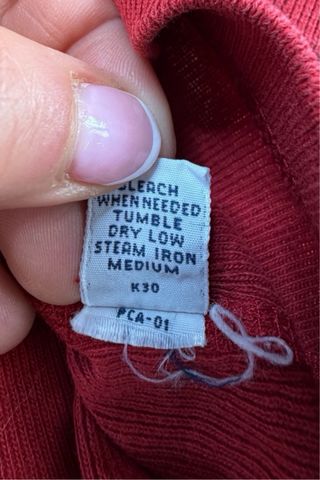 BLEACH
WHEN NEEDED
TUMBLE
DRY LOW
STEAM IRON
MEDIUM
K30
PCA-01